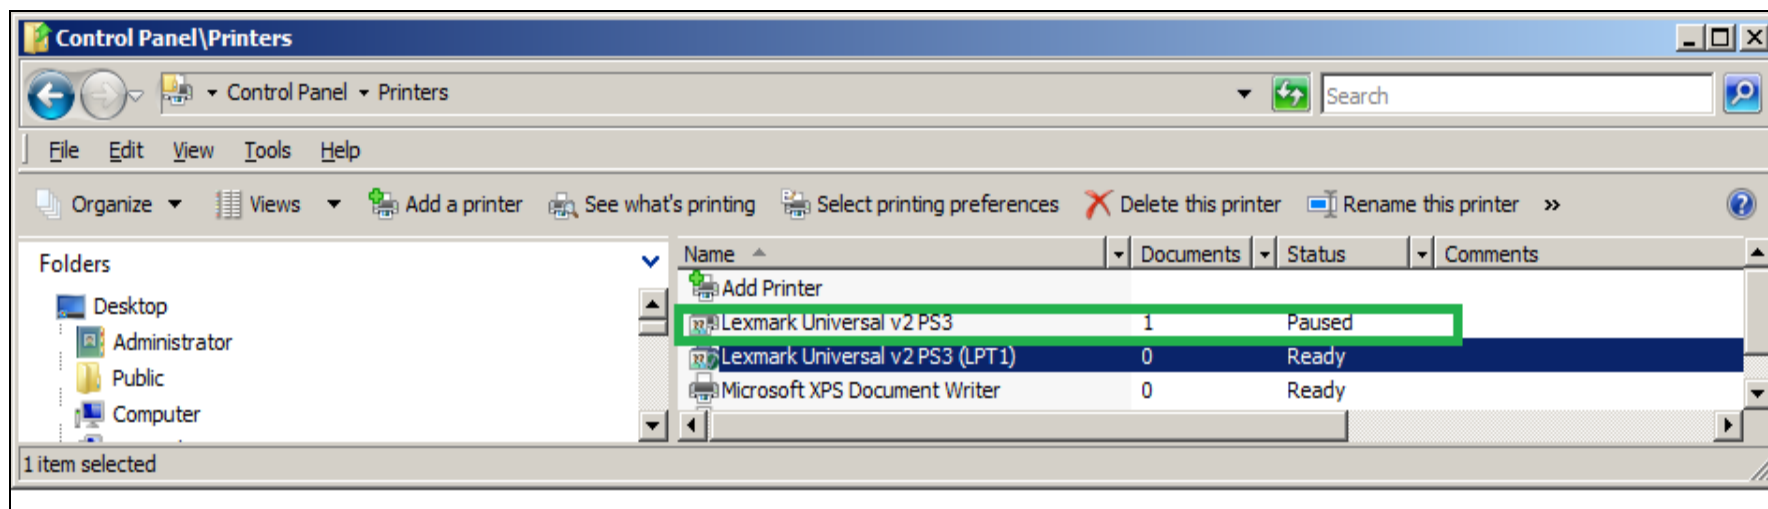 Control Panel\Printers
Control Panel Printers Search
File Edit View Tools Help
Organize Views Add a printer See what's printing Select printing preferences Delete this printer Rename this printer »
Folders
Desktop
Administrator
Public
Computer
Name Documents Status Comments
Add Printer
Lexmark Universal v2 PS3 1 Paused
Lexmark Universal v2 PS3 (LPT1) 0 Ready
Microsoft XPS Document Writer 0 Ready
1 item selected